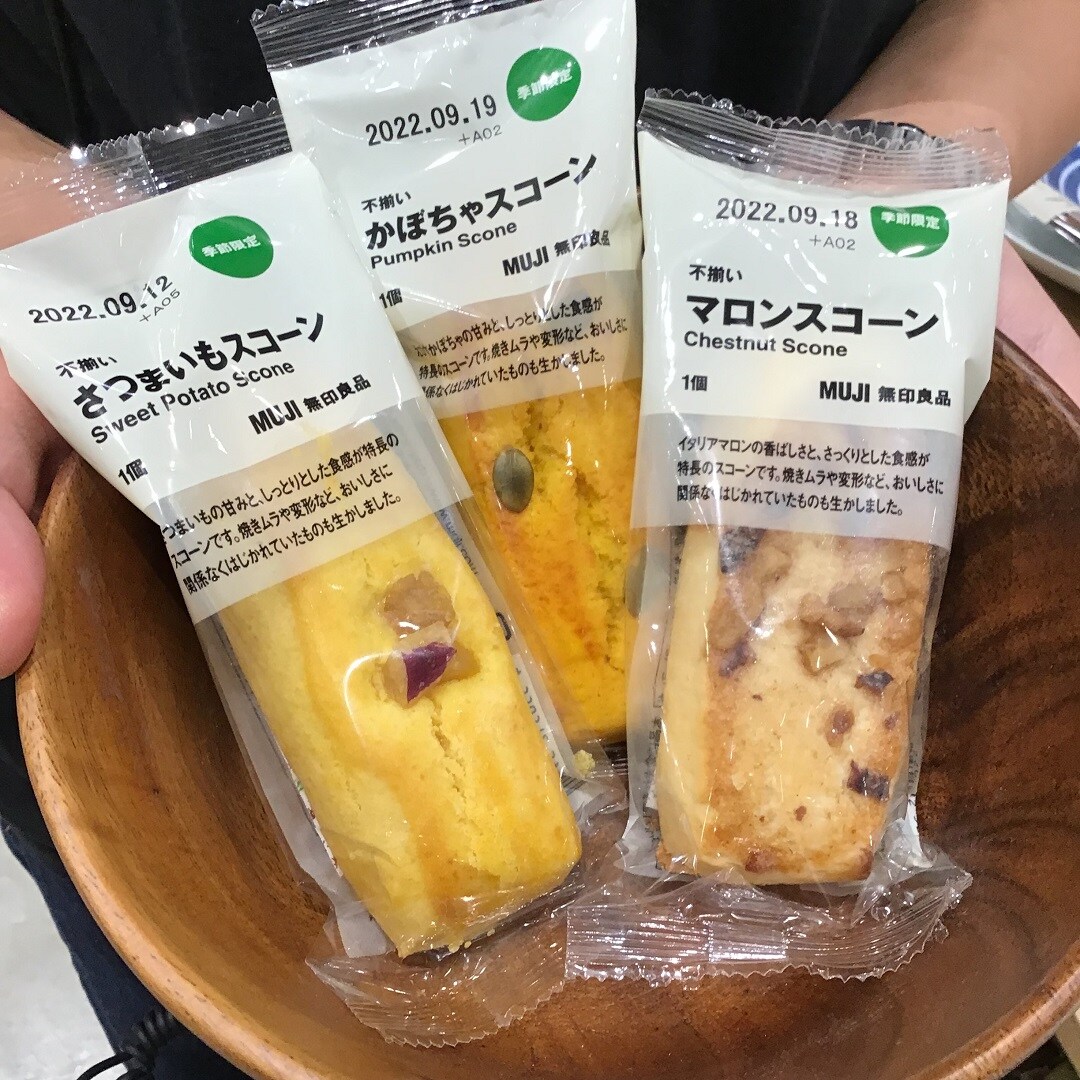 季節限定
2022.09.12
+A05
不揃い
さつまいもスコーン
Sweet Potato Scone
1個
MUJI 無印良品
つまいもの甘みと、しっとりとした食感が特長の
スコーンです。焼きムラや変形など、おいしさに
関係なくはじかれていたものも生かしました。
季節限定
2022.09.19
+A02
不揃い
かぼちゃスコーン
Pumpkin Scone
1個
MUJI 無印良品
かぼちゃの甘みと、しっとりとした食感が
特長のスコーンです。焼きムラや変形など、おいしさに
関係なくはじかれていたものも生かしました。
季節限定
2022.09.18
+A02
不揃い
マロンスコーン
Chestnut Scone
1個
MUJI 無印良品
イタリアマロンの香ばしさと、さっくりとした食感が
特長のスコーンです。焼きムラや変形など、おいしさに
関係なくはじかれていたものも生かしました。